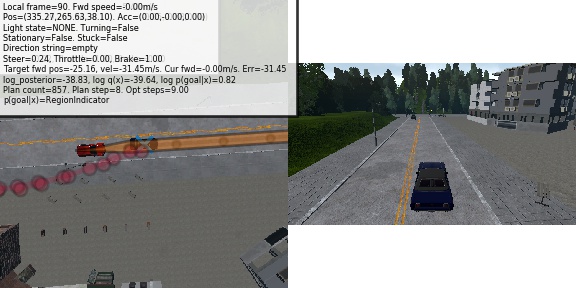 Local frame=90. Fwd speed=-0.00m/s
Pos=(335.27,265.63,38.10). Acc=(0.00,-0.00,0.00)
Light state=NONE. Turning=False
Stationary=False. Stuck=False
Direction string=empty
Steer=0.24, Throttle=0.00, Brake=1.00
Target fwd pos=-25.16, vel=-31.45m/s. Cur fwd=-0.00m/s. Err=-31.45
log_posterior=-38.83, log q(x)=-39.64, log p(goal|x)=0.82
Plan count=857. Plan step=8. Opt steps=9.00
p(goal|x)=RegionIndicator